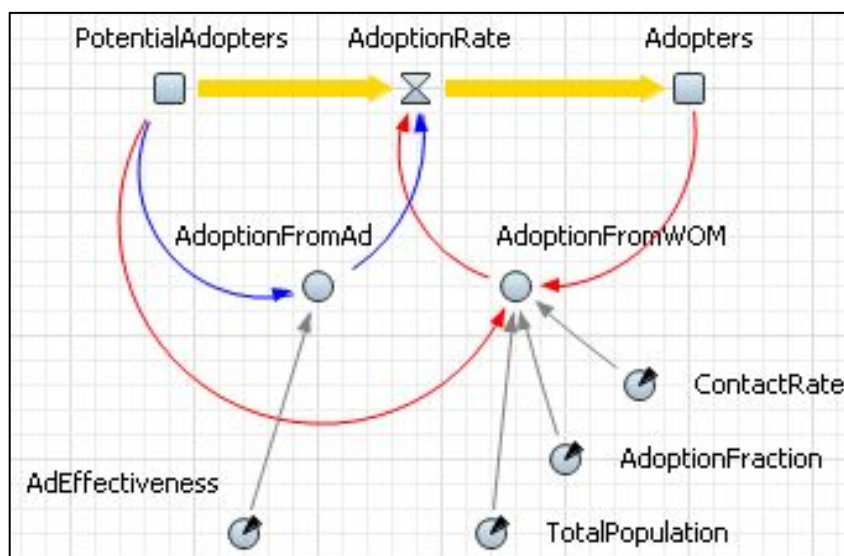 PotentialAdopters
AdoptionRate
Adopters
AdoptionFromAd
AdoptionFromWOM
ContactRate
AdoptionFraction
AdEffectiveness
TotalPopulation